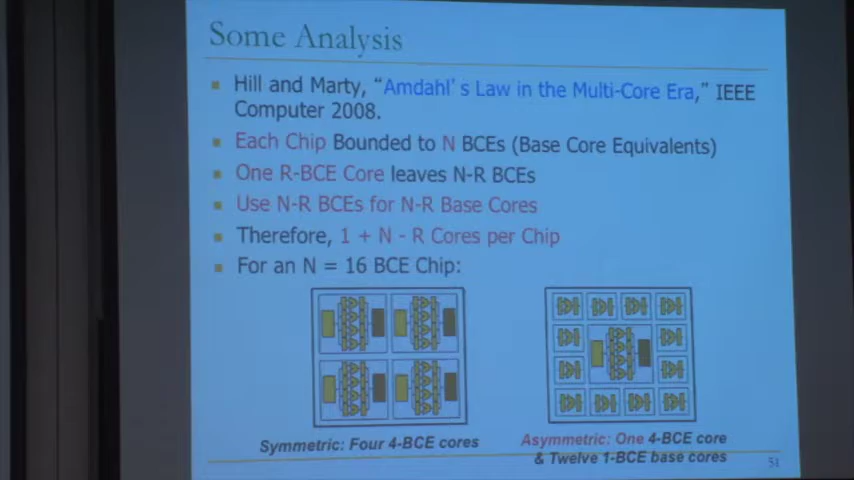 Some Analysis
Hill and Marty, “Amdahl's Law in the Multi-Core Era,” IEEE
Computer 2008.
Each Chip Bounded to N BCEs (Base Core Equivalents)
One R-BCE Core leaves N-R BCEs
Use N-R BCEs for N-R Base Cores
Therefore, 1 + N - R Cores per Chip
For an N = 16 BCE Chip:
Symmetric: Four 4-BCE cores
Asymmetric: One 4-BCE core
& Twelve 1-BCE base cores
51